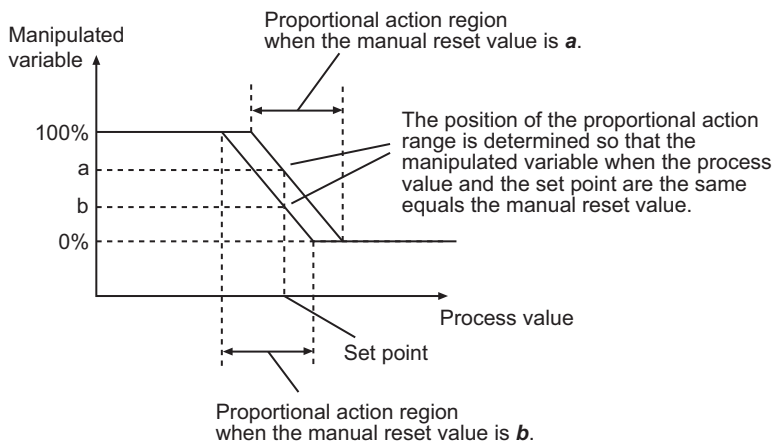 Proportional action region
when the manual reset value is a.
Manipulated
variable
100%
a
b
0%
The position of the proportional action
range is determined so that the
manipulated variable when the process
value and the set point are the same
equals the manual reset value.
Process value
Set point
Proportional action region
when the manual reset value is b.